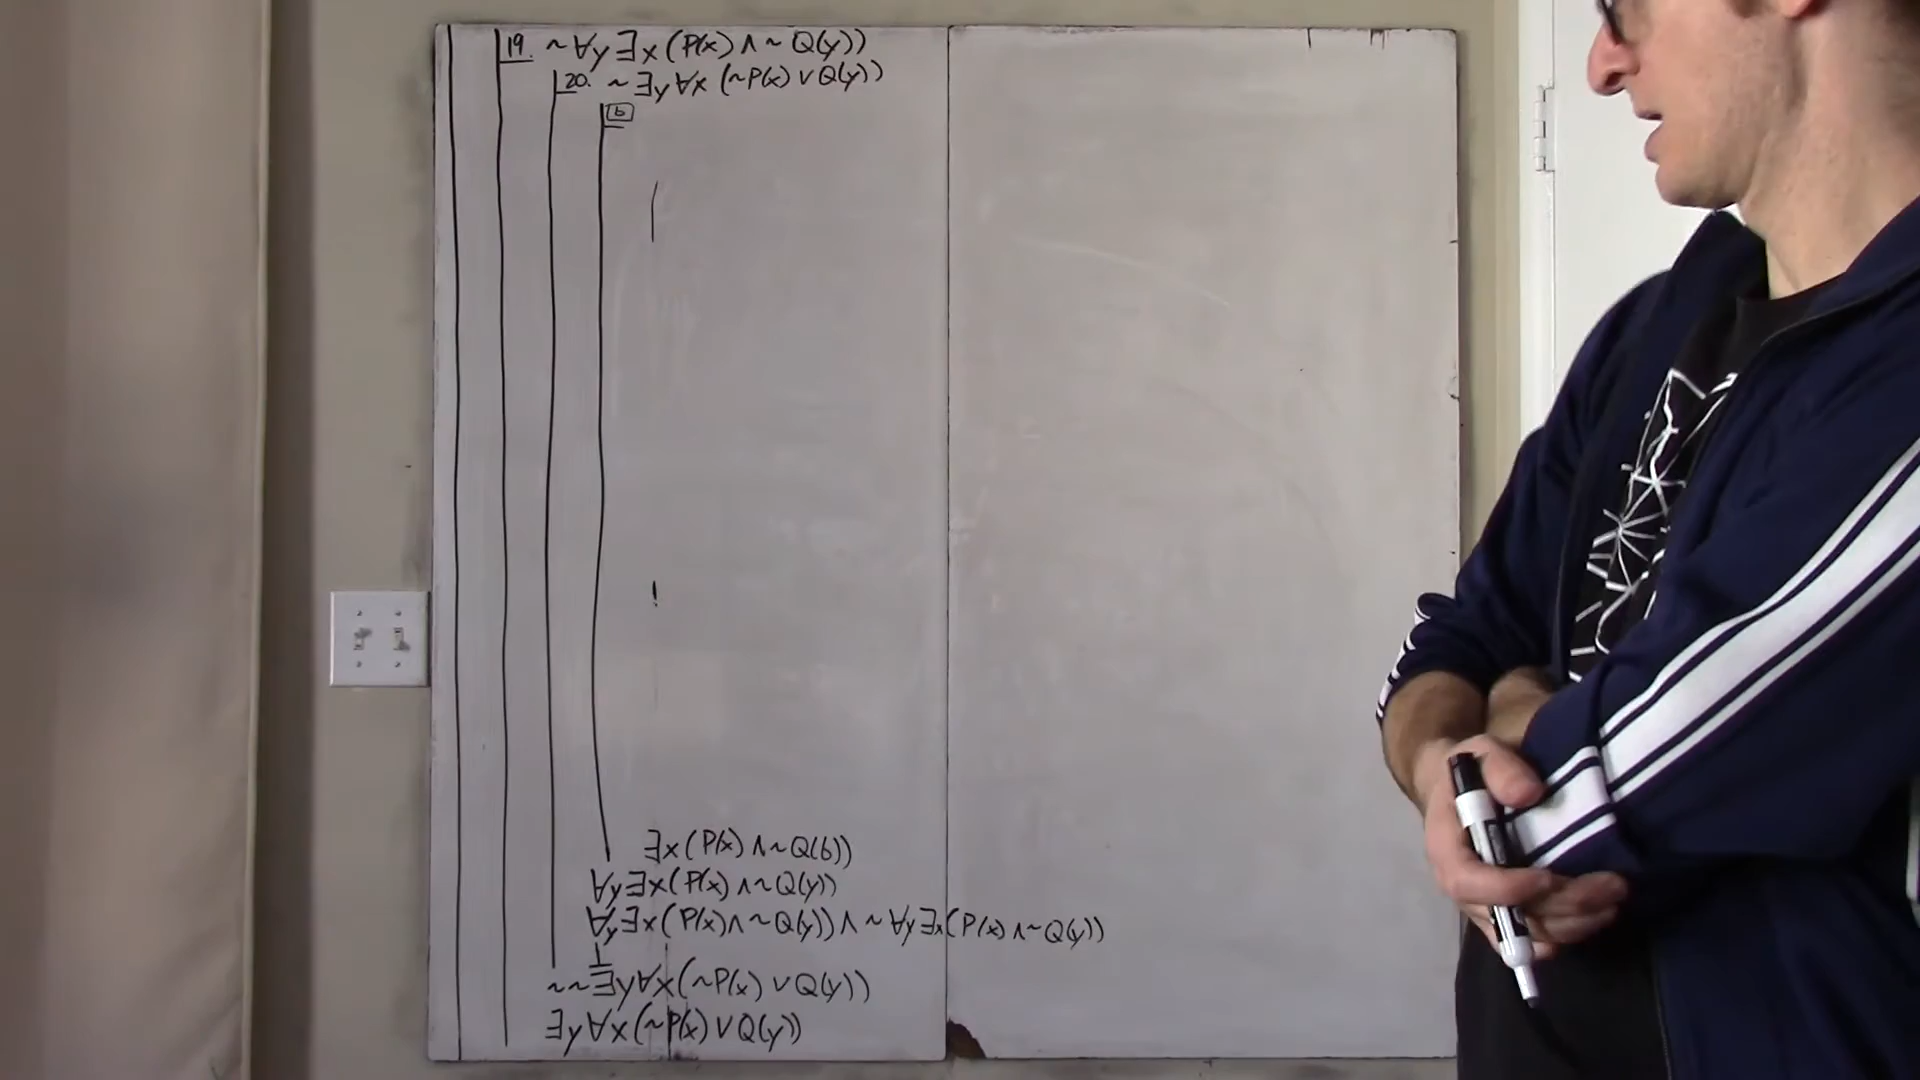 19. ~∀y∃x(P(x)∧~Q(y))
20. ~∃y∀x(~P(x)∨Q(y))
b
∃x(P(x)∧~Q(b))
∀y∃x(P(x)∧~Q(y))
∀y∃x(P(x)∧~Q(y))∧~∀y∃x(P(x)∧~Q(y))
⊥
~~∃y∀x(~P(x)∨Q(y))
∃y∀x(~P(x)∨Q(y))